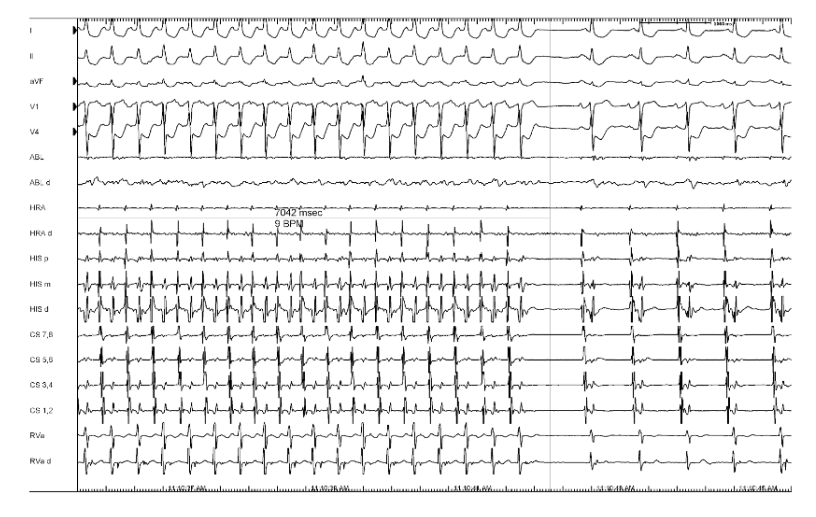 I
II
aVF
V1
V4
ABL
ABL d
HRA
7042 msec
9 BPM
HRA d
HIS p
HIS m
HIS d
CS 7,8
CS 5,6
CS 3,4
CS 1,2
RVa
RVa d